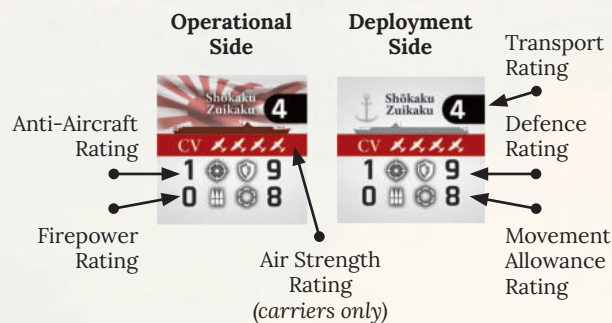 Operational
Side
Deployment
Side
Transport
Rating
Shōkaku
Zuikaku
4
Shōkaku
Zuikaku
4
Anti-Aircraft
Rating
CV
CV
Defence
Rating
1 9
0 8
1 9
0 8
Firepower
Rating
Air Strength
Rating
(carriers only)
Movement
Allowance
Rating